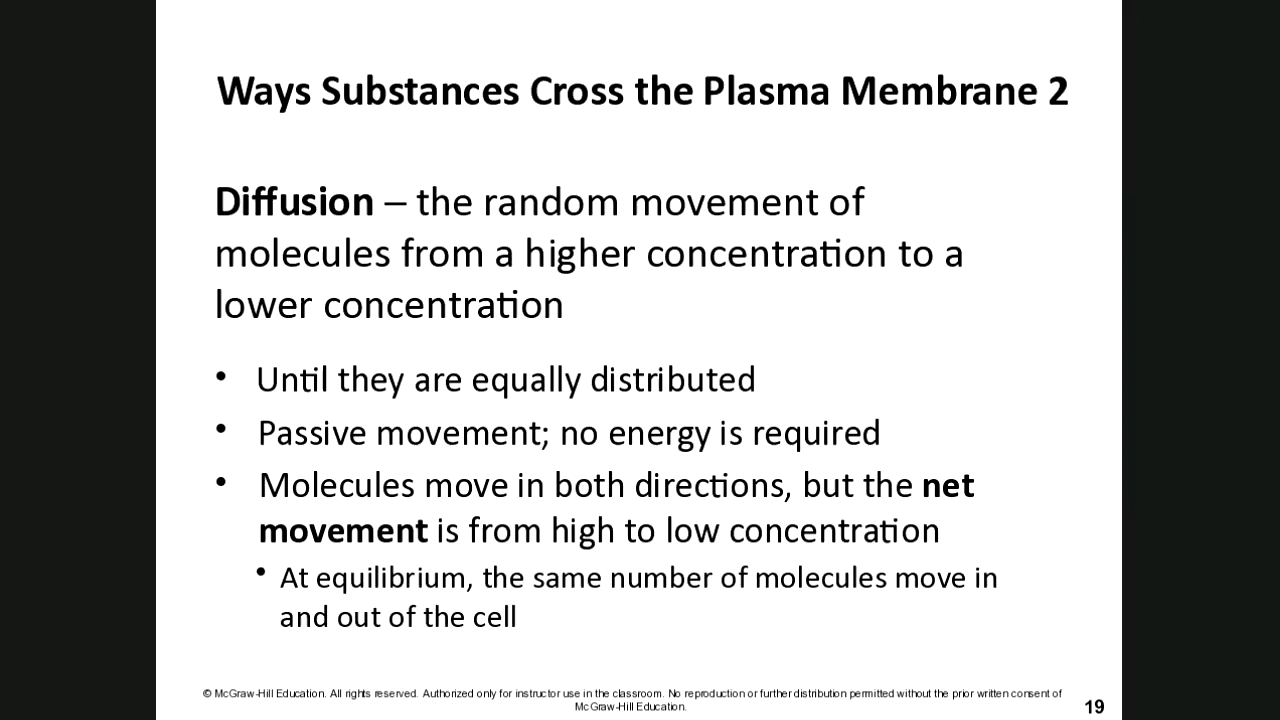 Ways Substances Cross the Plasma Membrane 2
Diffusion – the random movement of
molecules from a higher concentration to a
lower concentration
• Until they are equally distributed
• Passive movement; no energy is required
• Molecules move in both directions, but the net
movement is from high to low concentration
• At equilibrium, the same number of molecules move in
and out of the cell
© McGraw-Hill Education. All rights reserved. Authorized only for instructor use in the classroom. No reproduction or further distribution permitted without the prior written consent of
McGraw-Hill Education.
19